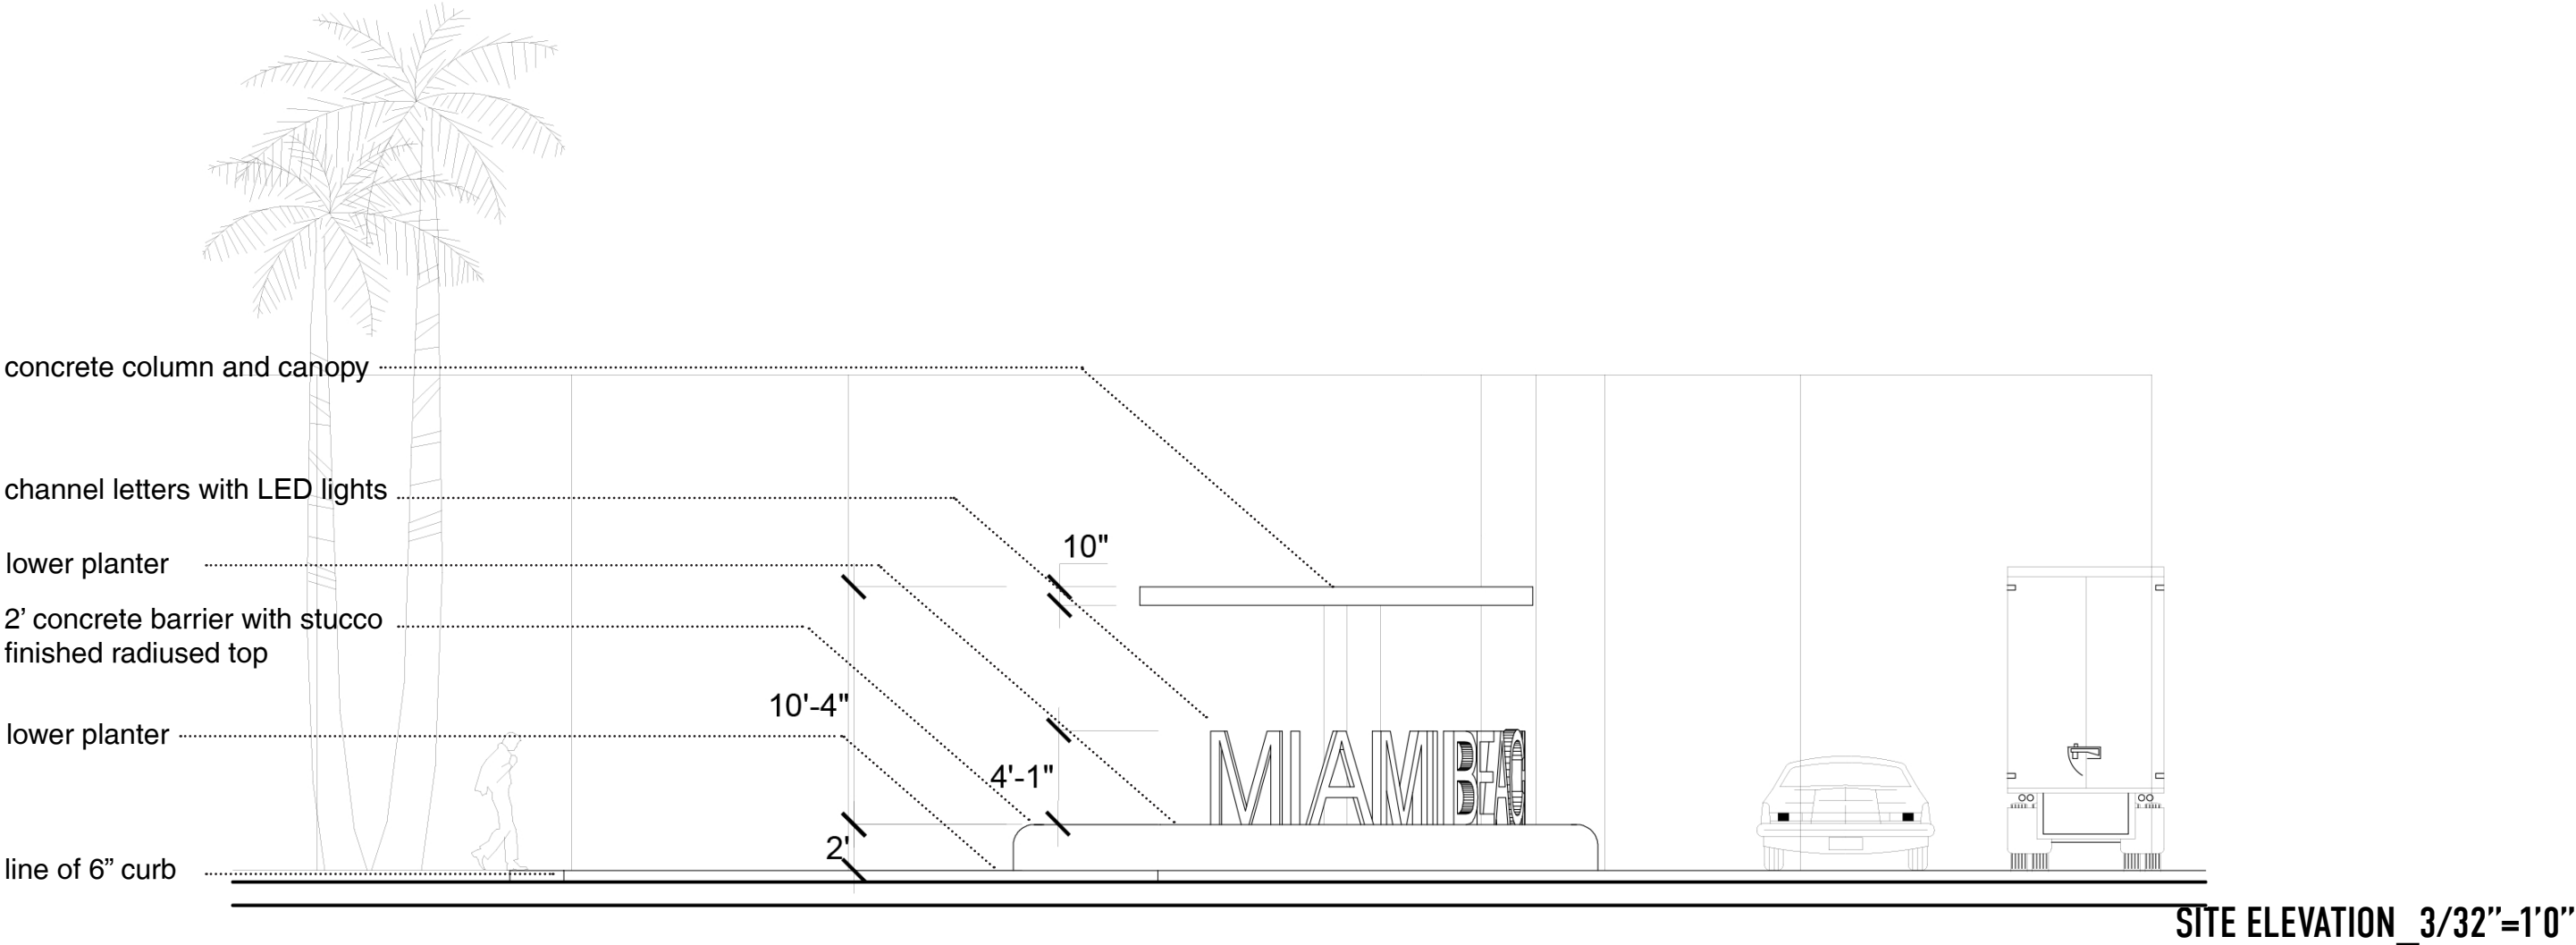 concrete column and canopy
channel letters with LED lights
10"
lower planter
2’ concrete barrier with stucco
finished radiused top
10'-4"
lower planter
4'-1"
MIAMI BEAC
2'
line of 6” curb
SITE ELEVATION_3/32”=1’0”